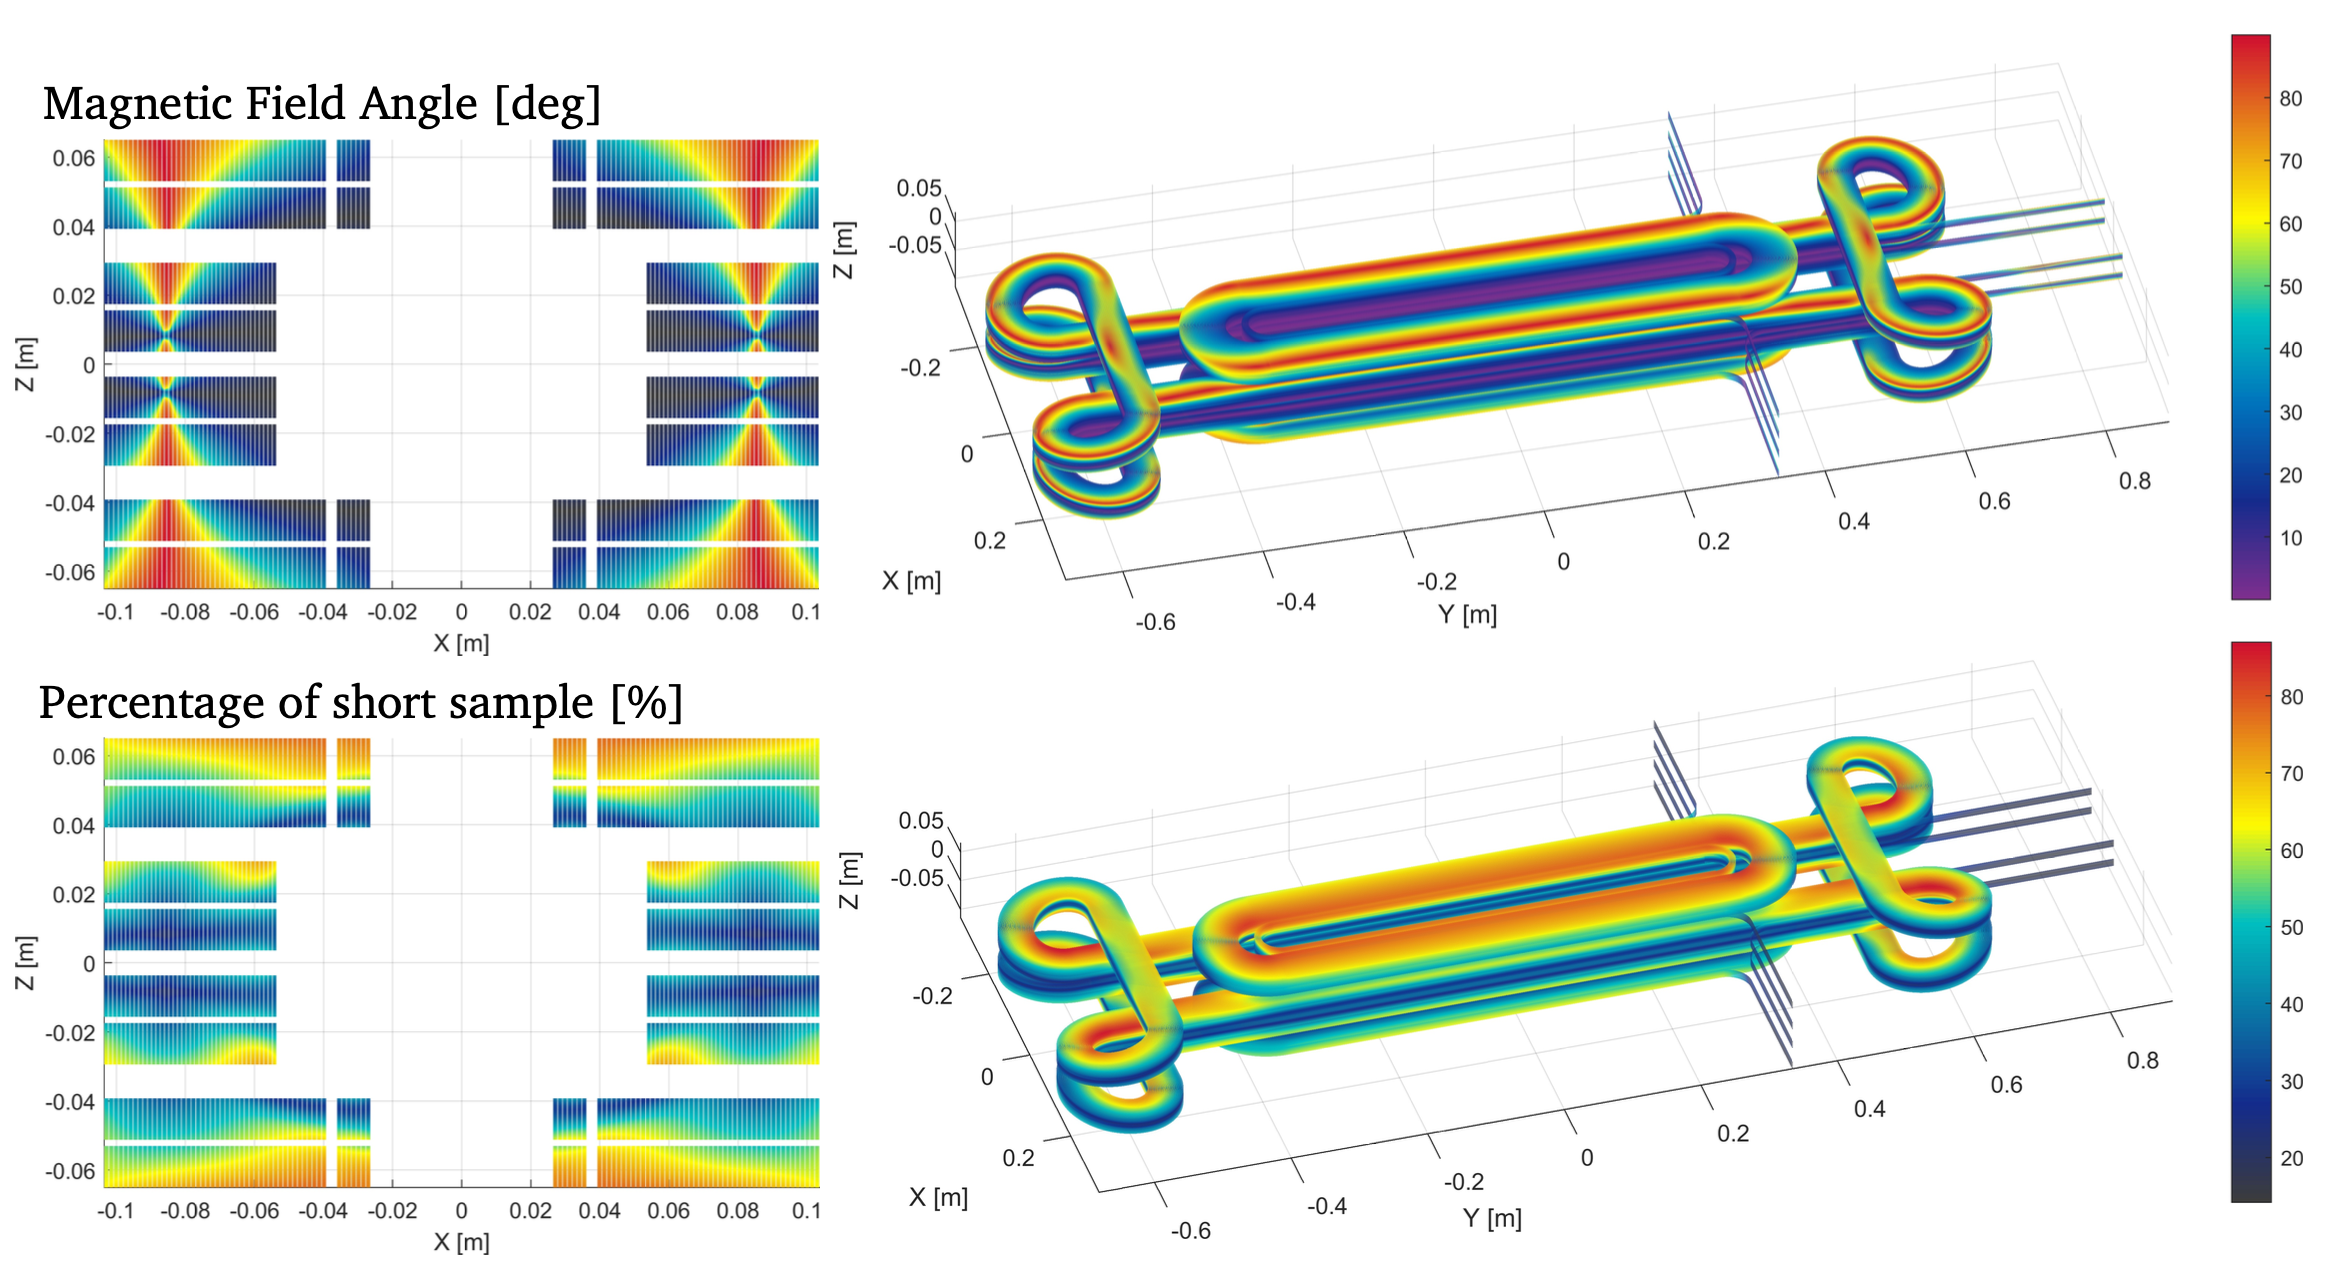 Magnetic Field Angle [deg]
0.06
0.04
0.02
0
-0.02
-0.04
-0.06
Z [m]
-0.1 -0.08 -0.06 -0.04 -0.02 0 0.02 0.04 0.06 0.08 0.1
X [m]
0.05
0
-0.05
Z [m]
-0.2
0
0.2
X [m]
-0.6 -0.4 -0.2 0 0.2 0.4 0.6 0.8
Y [m]
80
70
60
50
40
30
20
10
Percentage of short sample [%]
0.06
0.04
0.02
0
-0.02
-0.04
-0.06
Z [m]
-0.1 -0.08 -0.06 -0.04 -0.02 0 0.02 0.04 0.06 0.08 0.1
X [m]
0.05
0
-0.05
Z [m]
-0.2
0
0.2
X [m]
-0.6 -0.4 -0.2 0 0.2 0.4 0.6 0.8
Y [m]
80
70
60
50
40
30
20